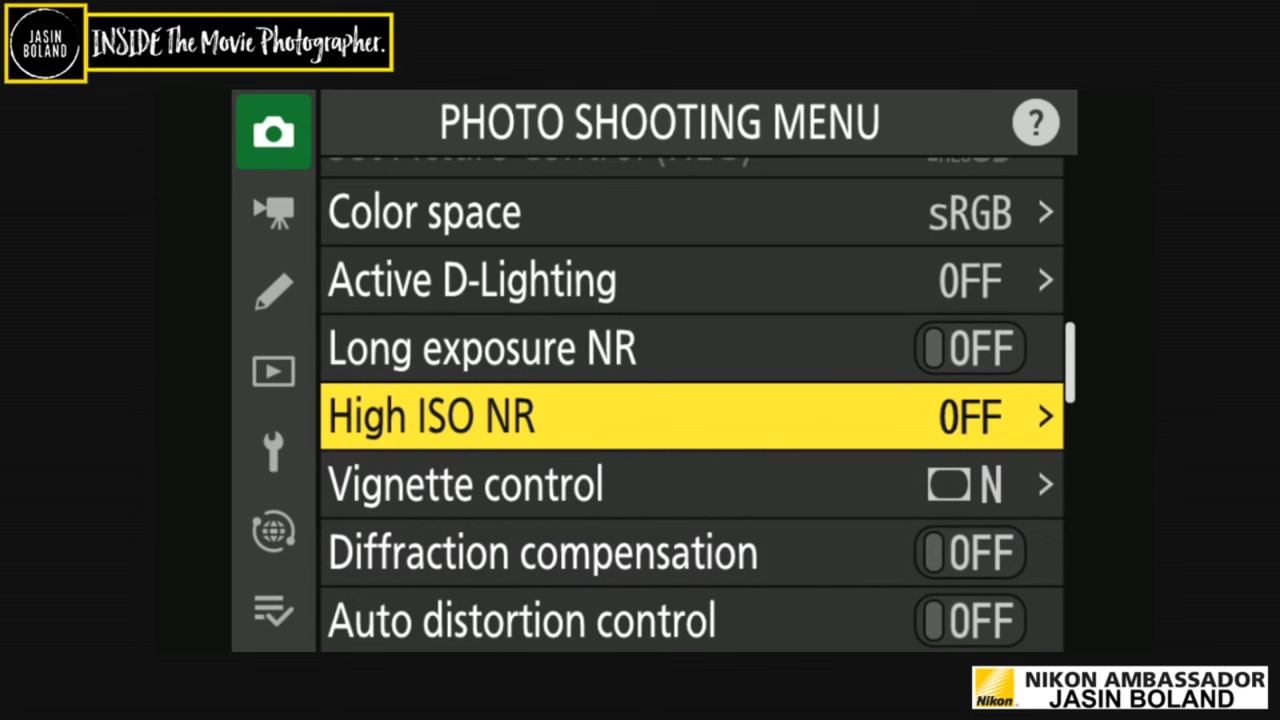 JASIN
BOLAND
INSIDE The Movie Photographer.
PHOTO SHOOTING MENU ?
Color space sRGB >
Active D-Lighting OFF >
Long exposure NR OFF
High ISO NR OFF >
Vignette control N >
Diffraction compensation OFF
Auto distortion control OFF
Nikon
NIKON AMBASSADOR
JASIN BOLAND